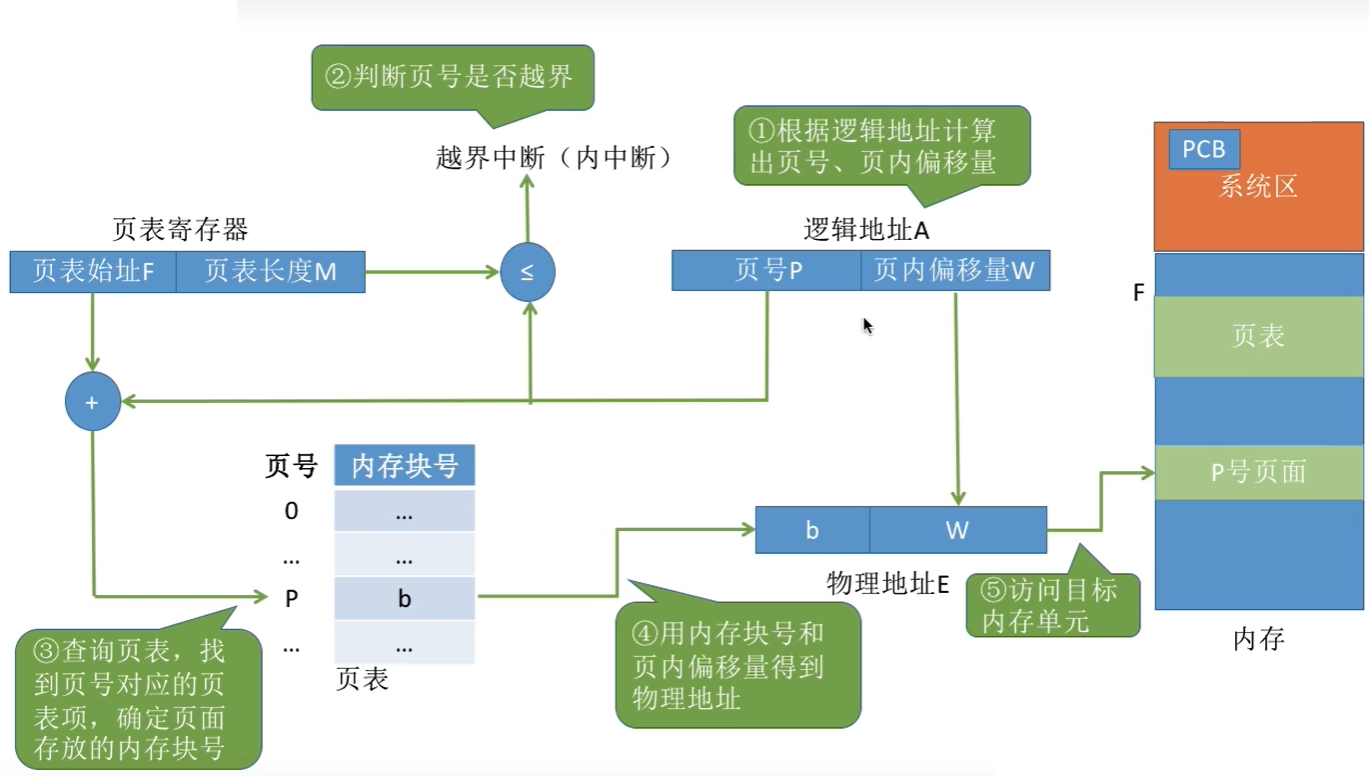 ②判断页号是否越界
越界中断（内中断）
①根据逻辑地址计算
出页号、页内偏移量
PCB
系统区
页表寄存器
页表始址F
页表长度M
≤
逻辑地址A
页号P
页内偏移量W
F
页表
+
P号页面
页号
内存块号
0
...
...
...
P
b
...
...
页表
b
W
物理地址E
内存
③查询页表，找
到页号对应的页
表项，确定页面
存放的内存块号
④用内存块号和
页内偏移量得到
物理地址
⑤访问目标
内存单元